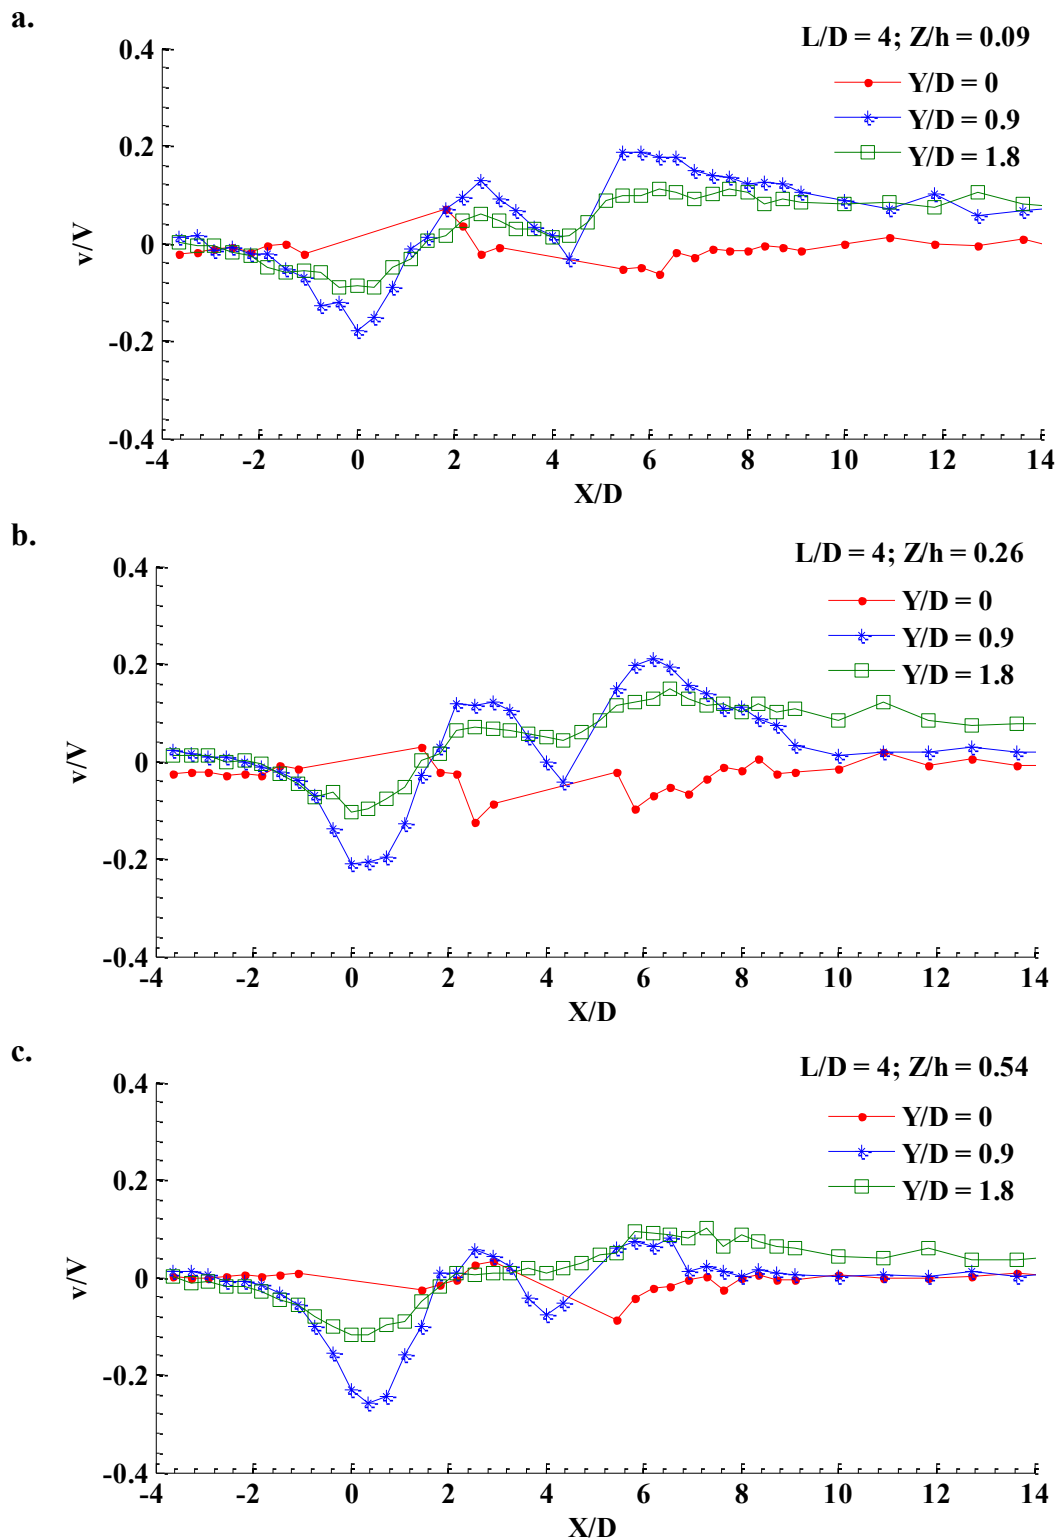 a.
L/D = 4; Z/h = 0.09
0.4
Y/D = 0
Y/D = 0.9
Y/D = 1.8
0.2
0
-0.2
-0.4
v/V
-4 -2 0 2 4 6 8 10 12 14
X/D
b.
L/D = 4; Z/h = 0.26
0.4
Y/D = 0
Y/D = 0.9
Y/D = 1.8
0.2
0
-0.2
-0.4
v/V
-4 -2 0 2 4 6 8 10 12 14
X/D
c.
L/D = 4; Z/h = 0.54
0.4
Y/D = 0
Y/D = 0.9
Y/D = 1.8
0.2
0
-0.2
-0.4
v/V
-4 -2 0 2 4 6 8 10 12 14
X/D